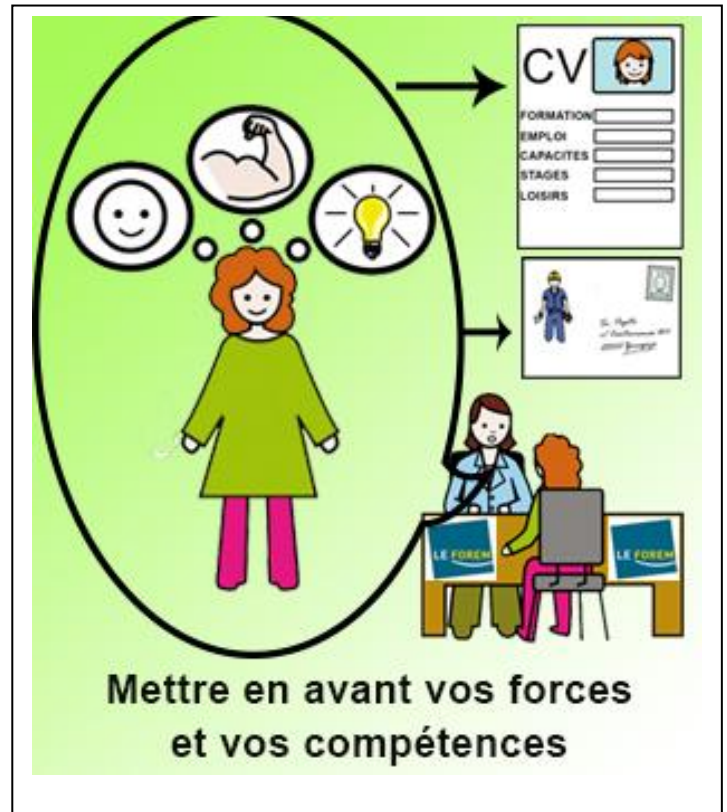 CV
FORMATION
EMPLOI
CAPACITES
STAGES
LOISIRS
LE FOREM
LE FOREM
Mettre en avant vos forces
et vos compétences